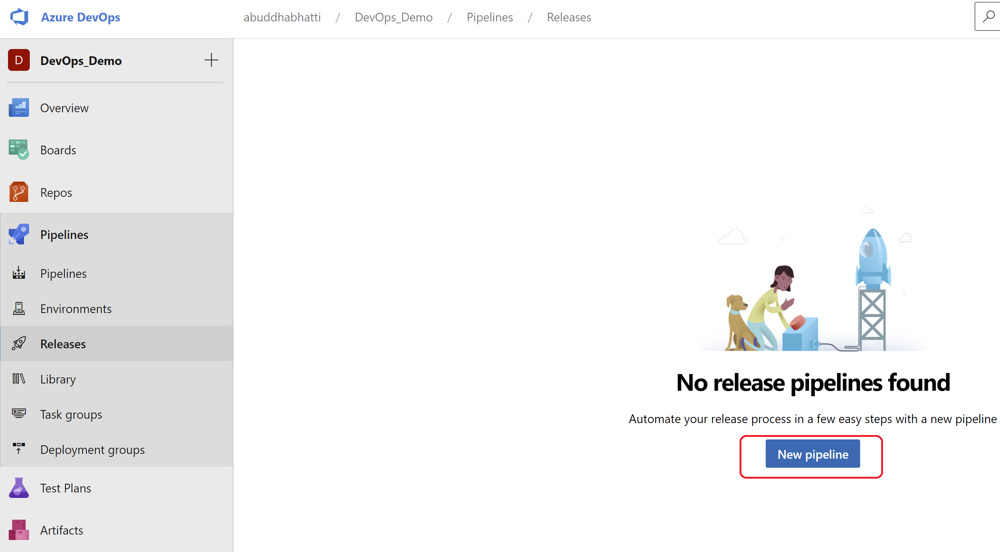 Azure DevOps
abuddhabhatti / DevOps_Demo / Pipelines / Releases
D DevOps_Demo
Overview
Boards
Repos
Pipelines
Pipelines
Environments
Releases
Library
Task groups
Deployment groups
Test Plans
Artifacts
No release pipelines found
Automate your release process in a few easy steps with a new pipeline
New pipeline